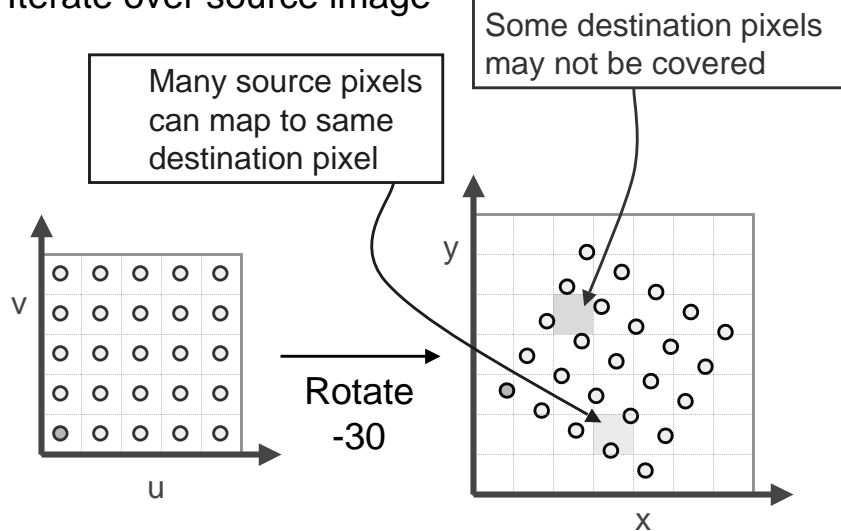 Iterate over source image
Some destination pixels
may not be covered
Many source pixels
can map to same
destination pixel
y
v
Rotate
-30
u
x